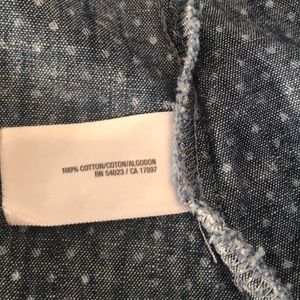 100% COTTON/COTON/ALGODON
RN 54023 / CA 17897